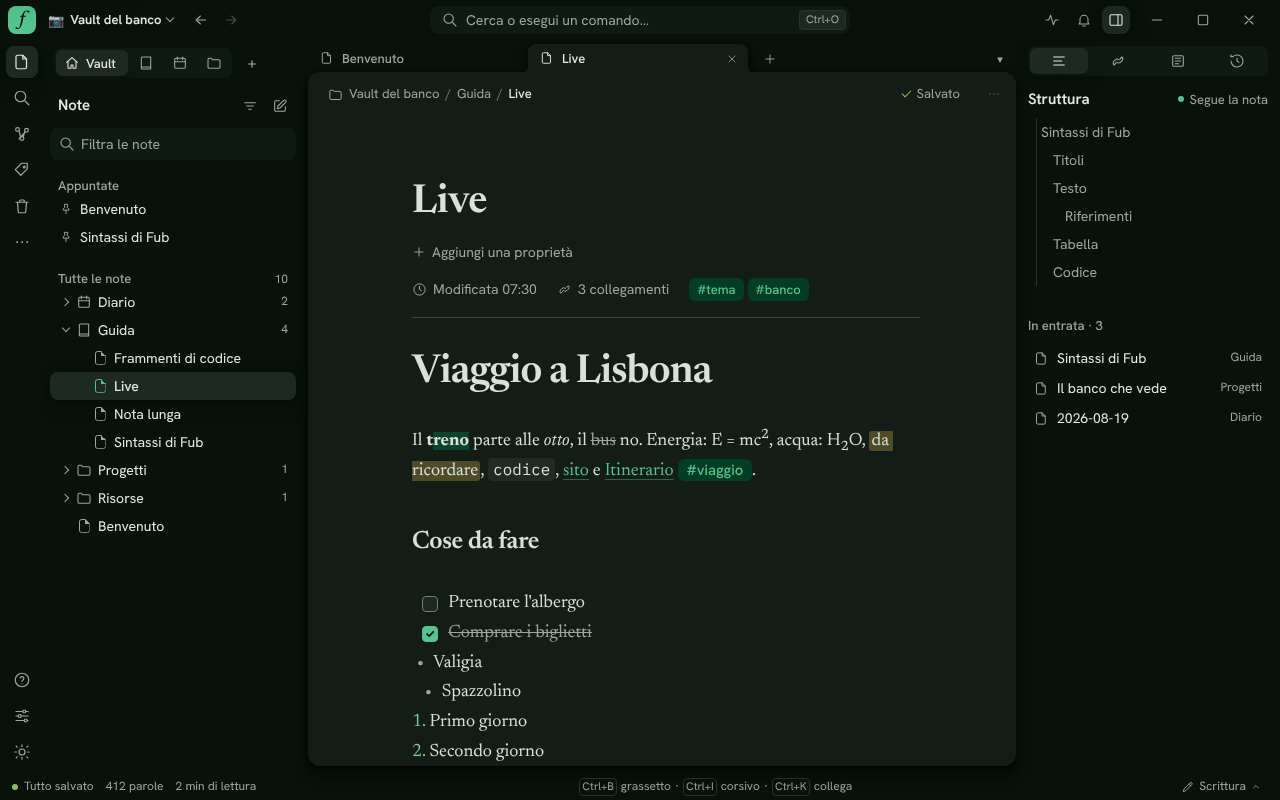 f Vault del banco
Cerca o esegui un comando… Ctrl+O
Vault
Note
Filtra le note
Appuntate
Benvenuto
Sintassi di Fub
Tutte le note 10
Diario 2
Guida 4
Frammenti di codice
Live
Nota lunga
Sintassi di Fub
Progetti 1
Risorse 1
Benvenuto
Benvenuto
Live
Vault del banco / Guida / Live
Salvato
Live
Aggiungi una proprietà
Modificata 07:30 3 collegamenti #tema #banco
Viaggio a Lisbona
Il treno parte alle otto, il bus no. Energia: E = mc², acqua: H₂O, da
ricordare, codice, sito e Itinerario #viaggio.
Cose da fare
Prenotare l'albergo
Comprare i biglietti
• Valigia
• Spazzolino
1. Primo giorno
2. Secondo giorno
Struttura Segue la nota
Sintassi di Fub
Titoli
Testo
Riferimenti
Tabella
Codice
In entrata · 3
Sintassi di Fub Guida
Il banco che vede Progetti
2026-08-19 Diario
Tutto salvato 412 parole 2 min di lettura
Ctrl+B grassetto · Ctrl+I corsivo · Ctrl+K collega
Scrittura